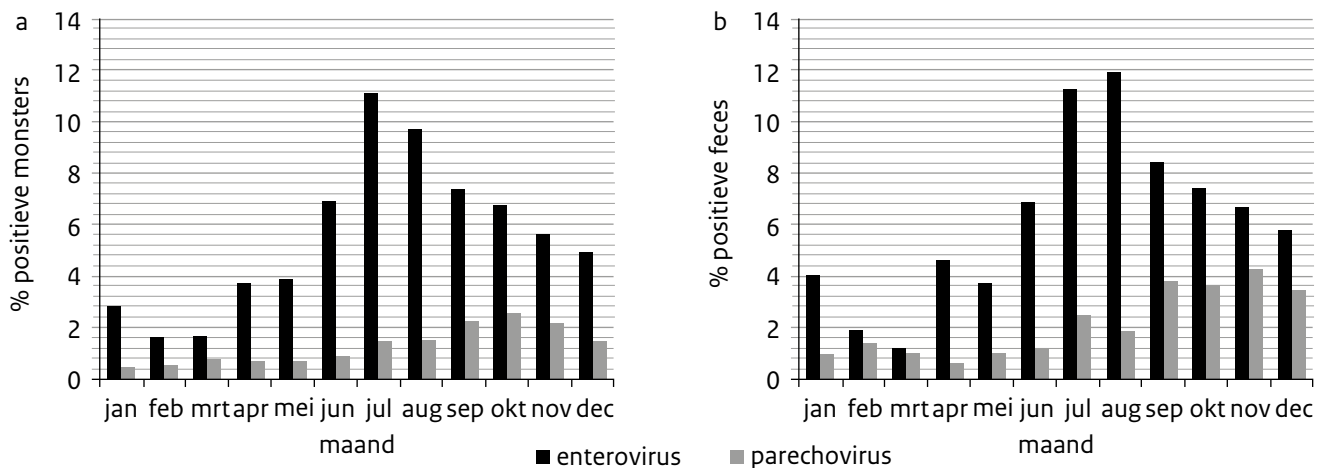 a
% positieve monsters
14
12
10
8
6
4
2
0
jan feb mrt apr mei jun jul aug sep okt nov dec
maand
b
% positieve feces
14
12
10
8
6
4
2
0
jan feb mrt apr mei jun jul aug sep okt nov dec
maand
enterovirus parechovirus